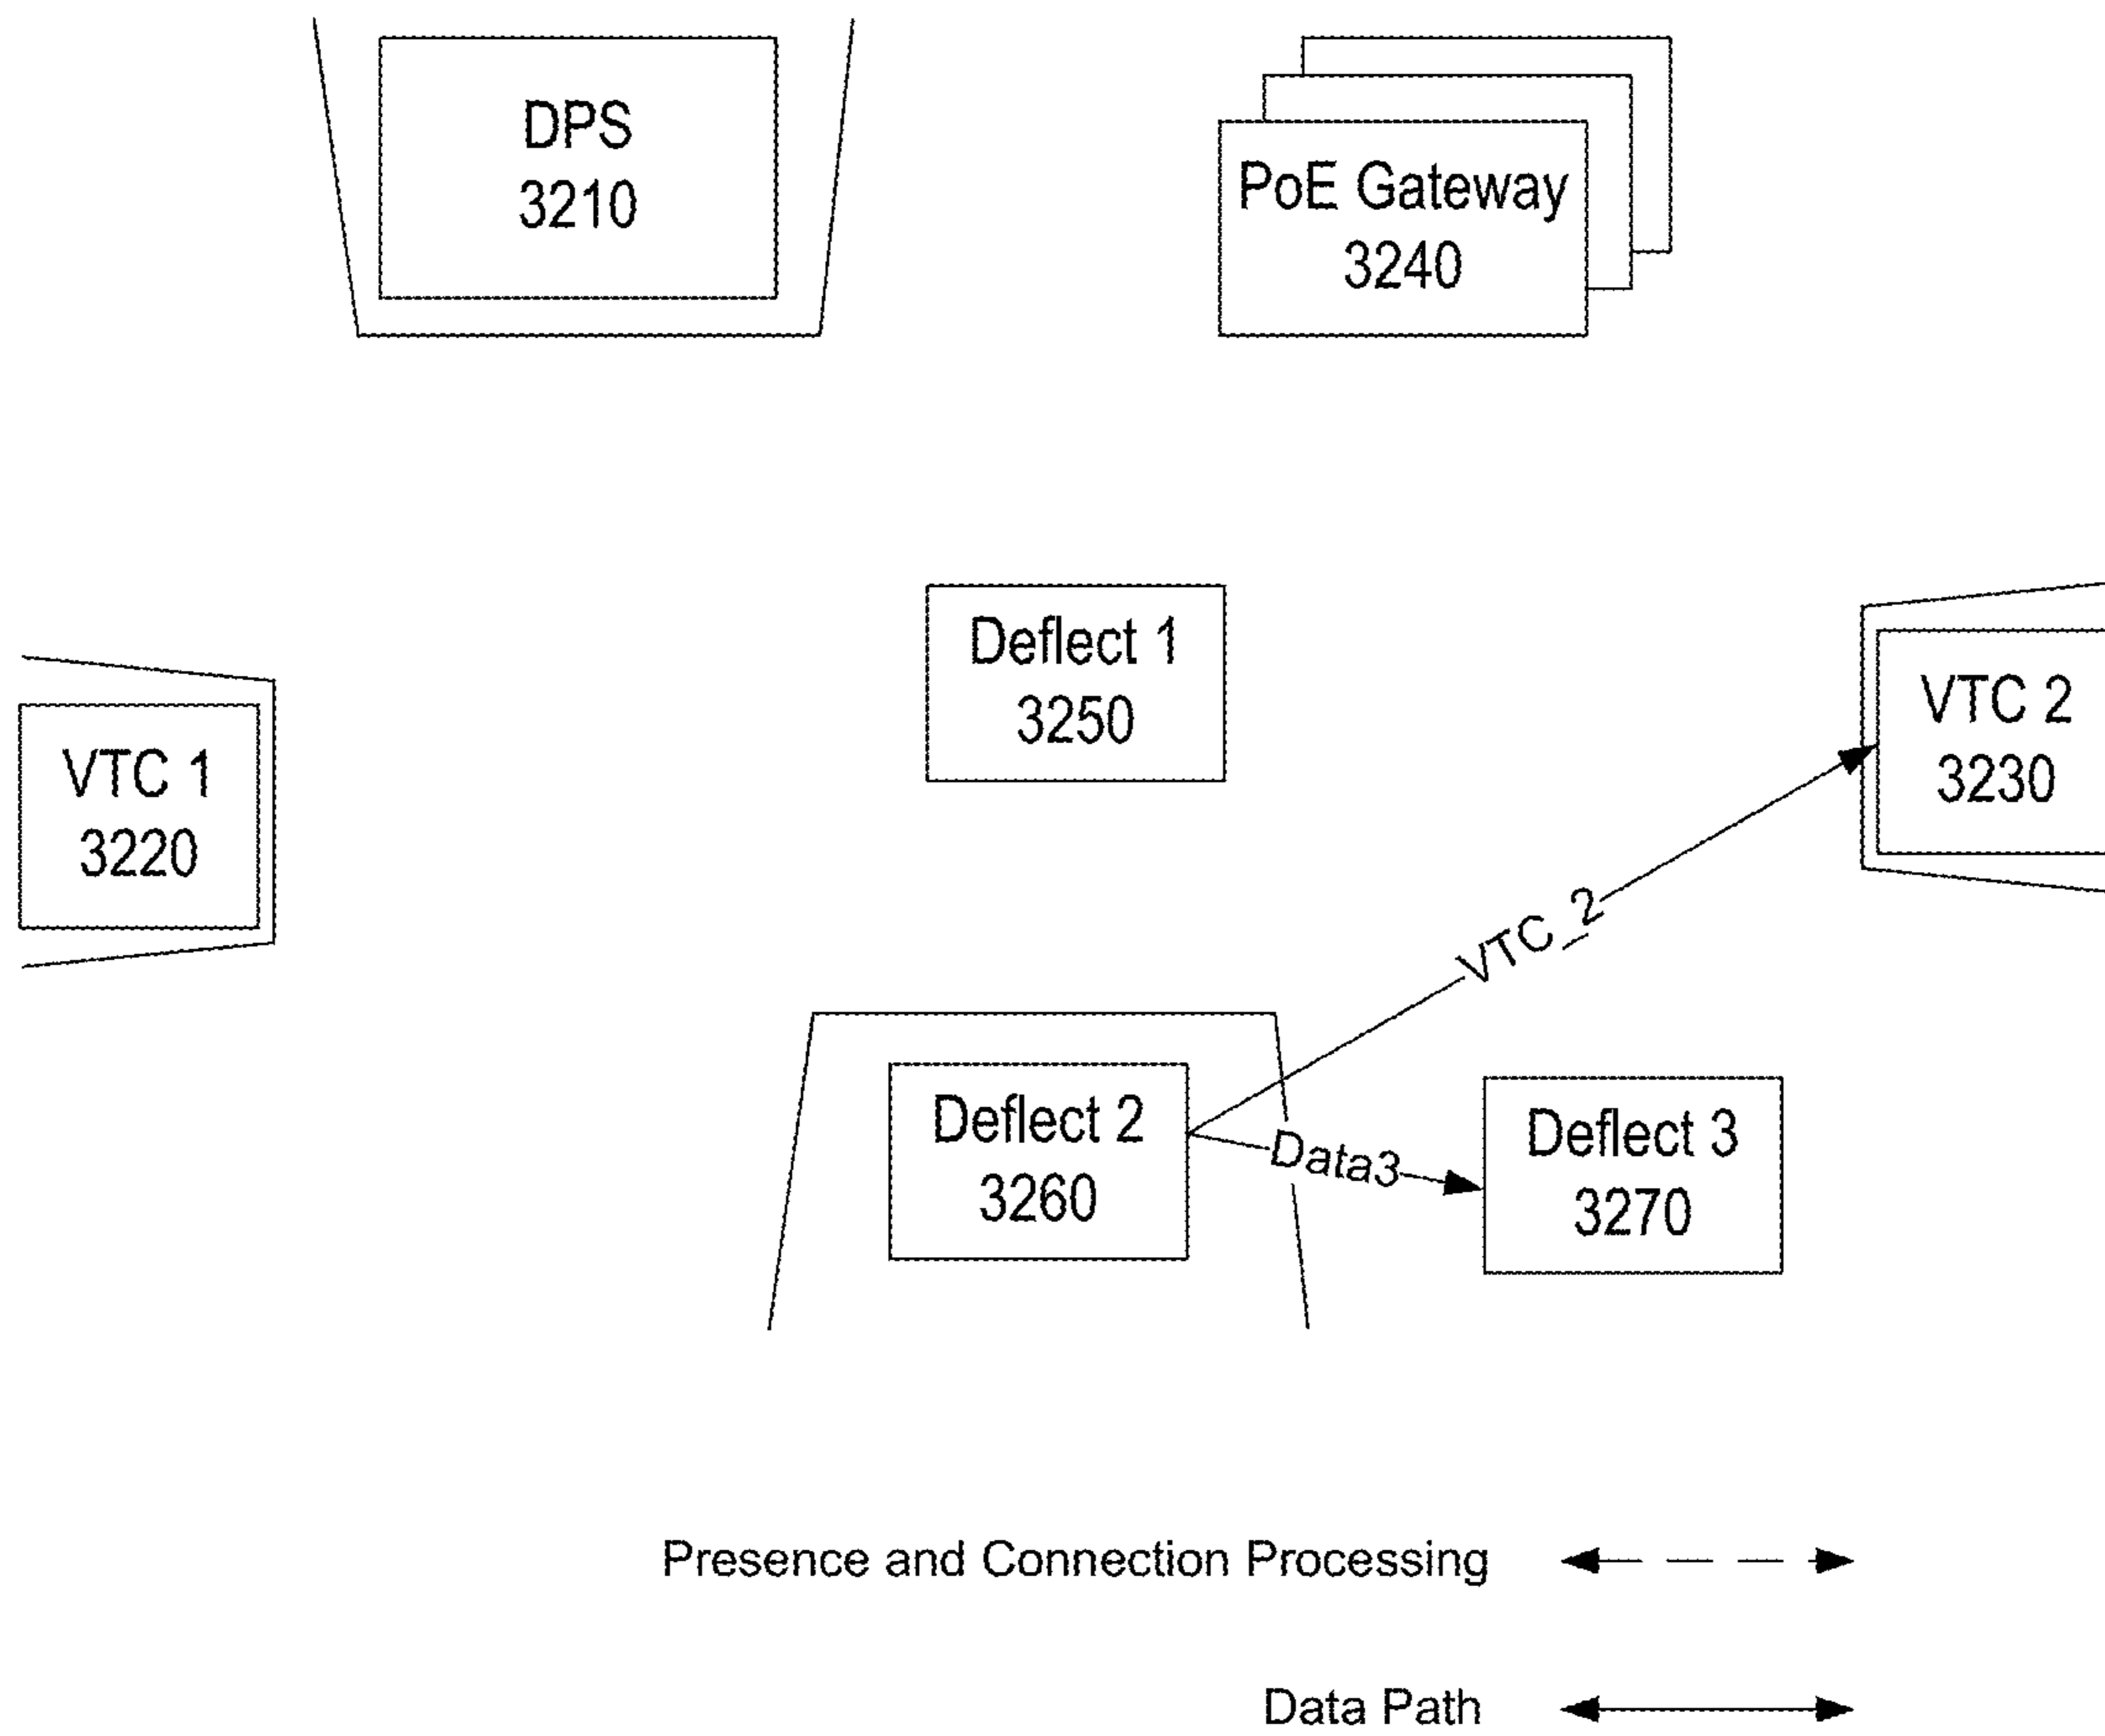 DPS
3210
PoE Gateway
3240
Deflect 1
3250
VTC 1
3220
VTC 2
3230
VTC_2
Deflect 2
3260
Data3
Deflect 3
3270
Presence and Connection Processing
Data Path